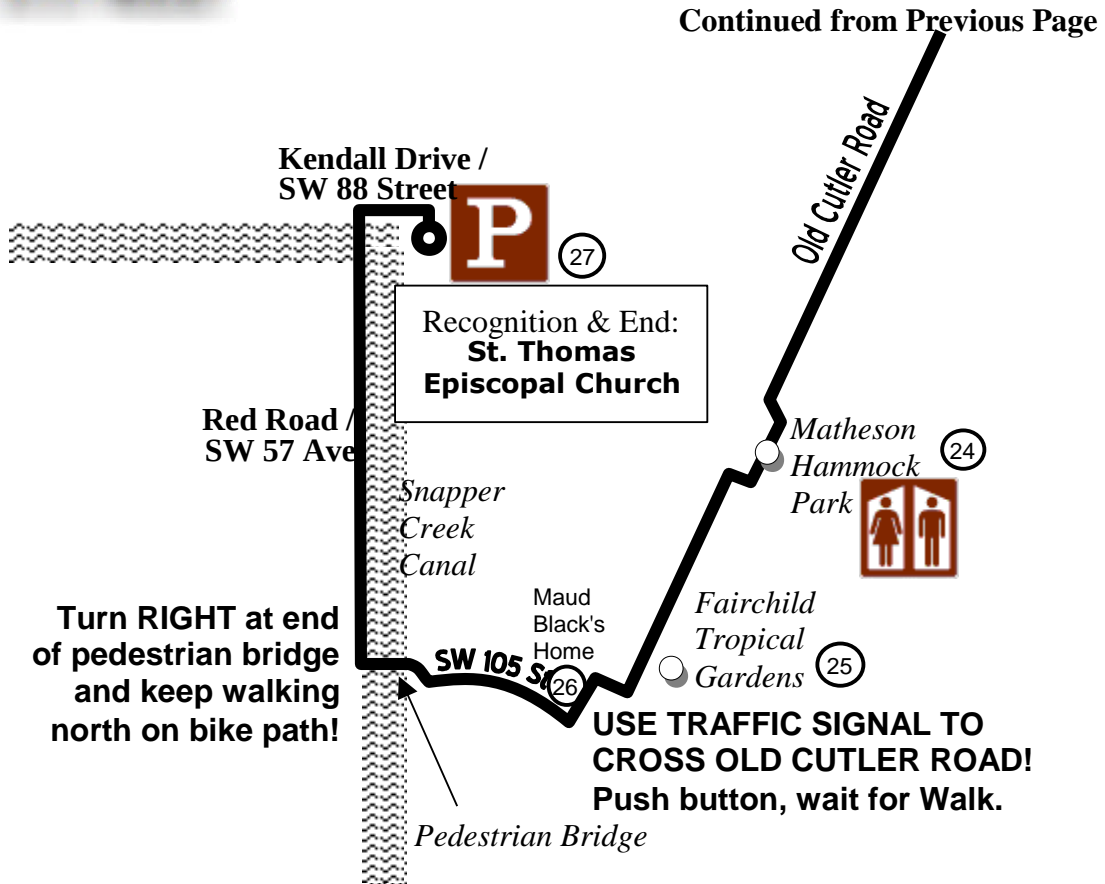 Continued from Previous Page
Old Cutler Road
Kendall Drive /
SW 88 Street
P
27
Recognition & End:
St. Thomas
Episcopal Church
Red Road /
SW 57 Ave
Matheson
Hammock
Park
24
Snapper
Creek
Canal
Maud
Black's
Home
Fairchild
Tropical
Gardens
25
Turn RIGHT at end
of pedestrian bridge
and keep walking
north on bike path!
SW 105 St
26
USE TRAFFIC SIGNAL TO
CROSS OLD CUTLER ROAD!
Push button, wait for Walk.
Pedestrian Bridge